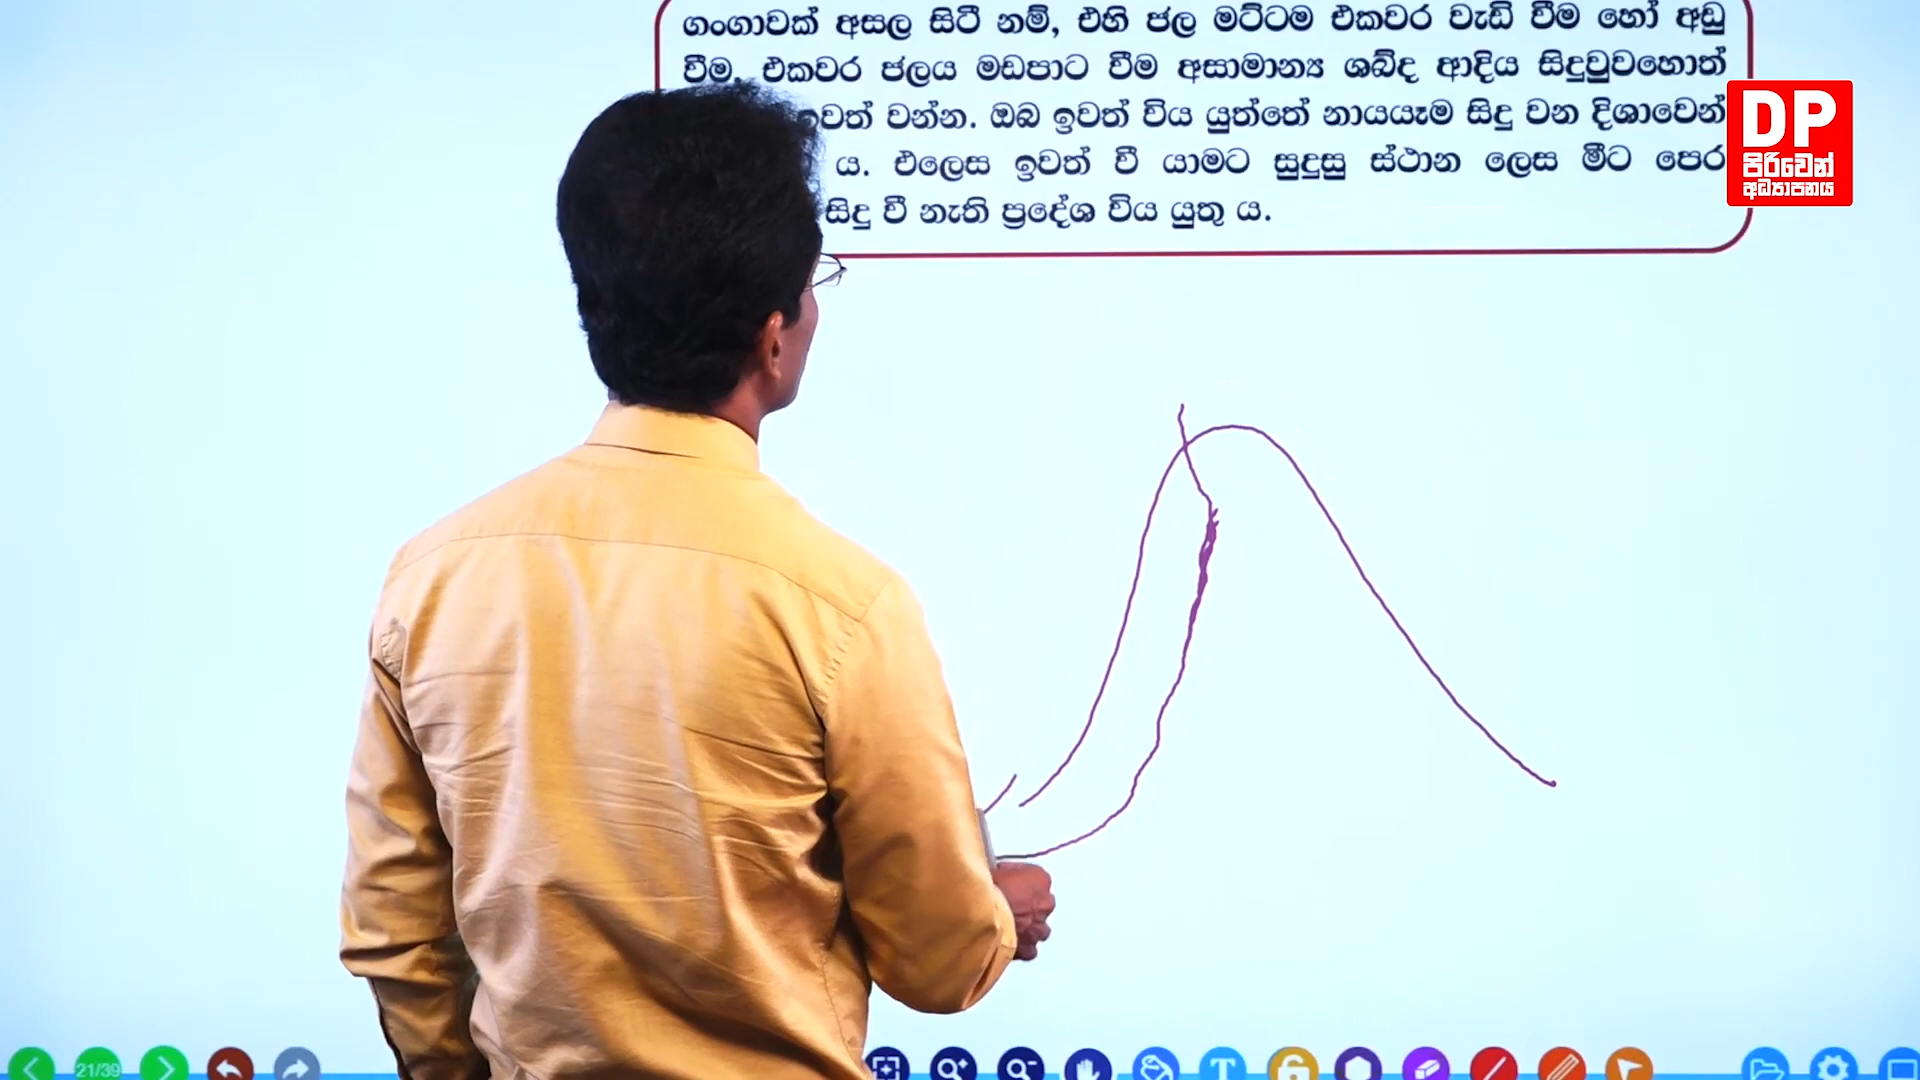 ගංගාවක් අසල සිටී නම්, එහි ජල මට්ටම එකවර වැඩි වීම හෝ අඩු
වීම, එකවර ජලය මඩපාට වීම අසාමාන්‍ය ශබ්ද ආදිය සිදුවුවහොත්
ඉවත් වන්න. ඔබ ඉවත් විය යුත්තේ නායයෑම සිදු වන දිශාවෙන්
ය. එලෙස ඉවත් වී යාමට සුදුසු ස්ථාන ලෙස මීට පෙර
සිදු වී නැති ප්‍රදේශ විය යුතු ය.
DP
පිරිවෙන්
අධ්‍යාපනය
21/39